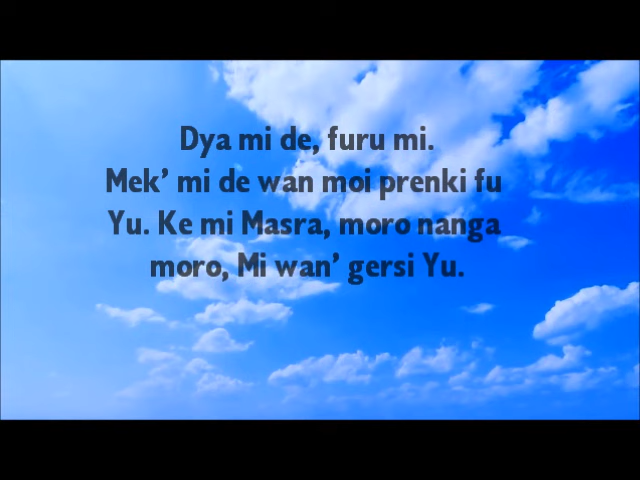 Dya mi de, furu mi.
Mek' mi de wan moi prenki fu
Yu. Ke mi Masra, moro nanga
moro, Mi wan' gersi Yu.